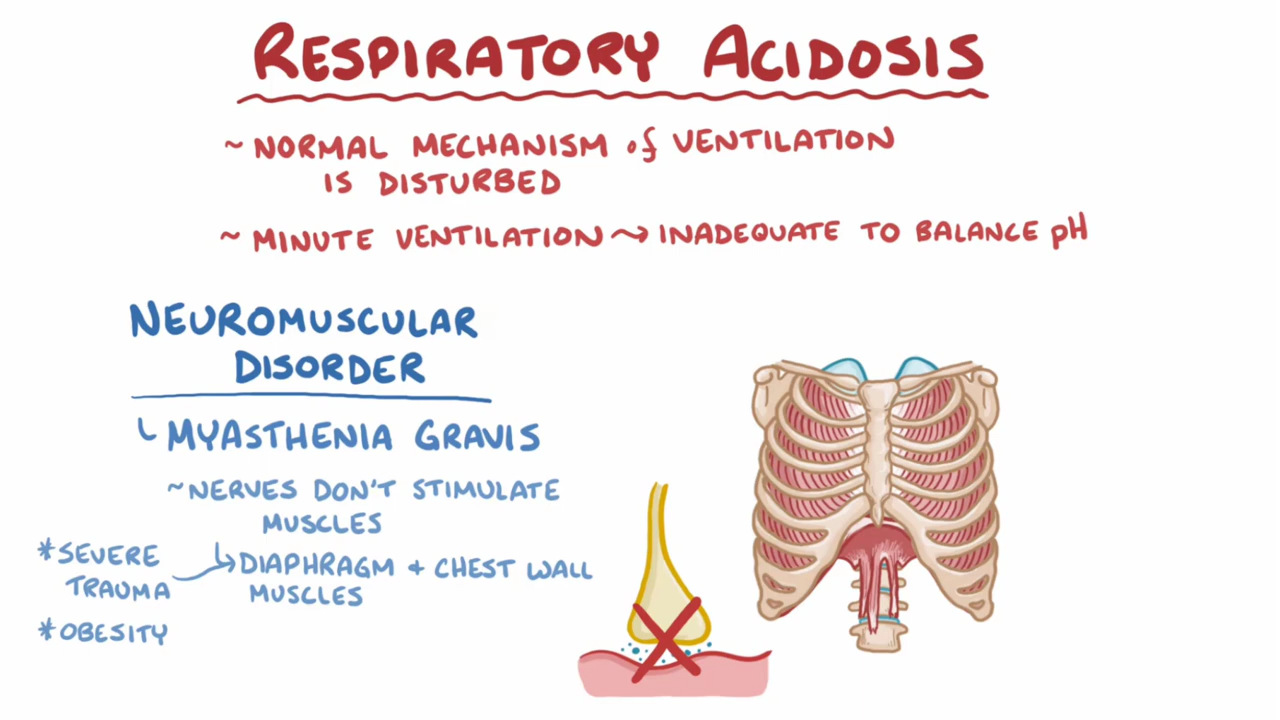 RESPIRATORY ACIDOSIS
~ NORMAL MECHANISM of VENTILATION
IS DISTURBED
~ MINUTE VENTILATION → INADEQUATE TO BALANCE pH
NEUROMUSCULAR
DISORDER
↳ MYASTHENIA GRAVIS
~ NERVES DON'T STIMULATE
MUSCLES
↳ DIAPHRAGM + CHEST WALL
MUSCLES
* SEVERE
TRAUMA
* OBESITY